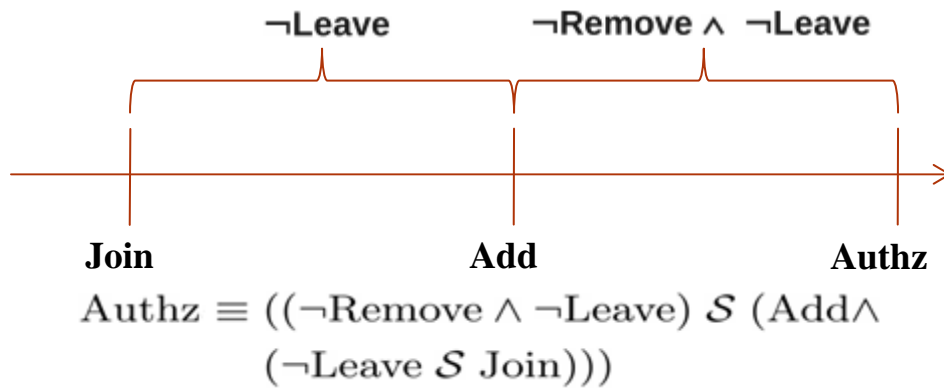 ¬Leave ¬Remove ∧ ¬Leave
Join Add Authz
Authz ≡ ((¬Remove ∧ ¬Leave) 𝒮 (Add∧
(¬Leave 𝒮 Join)))